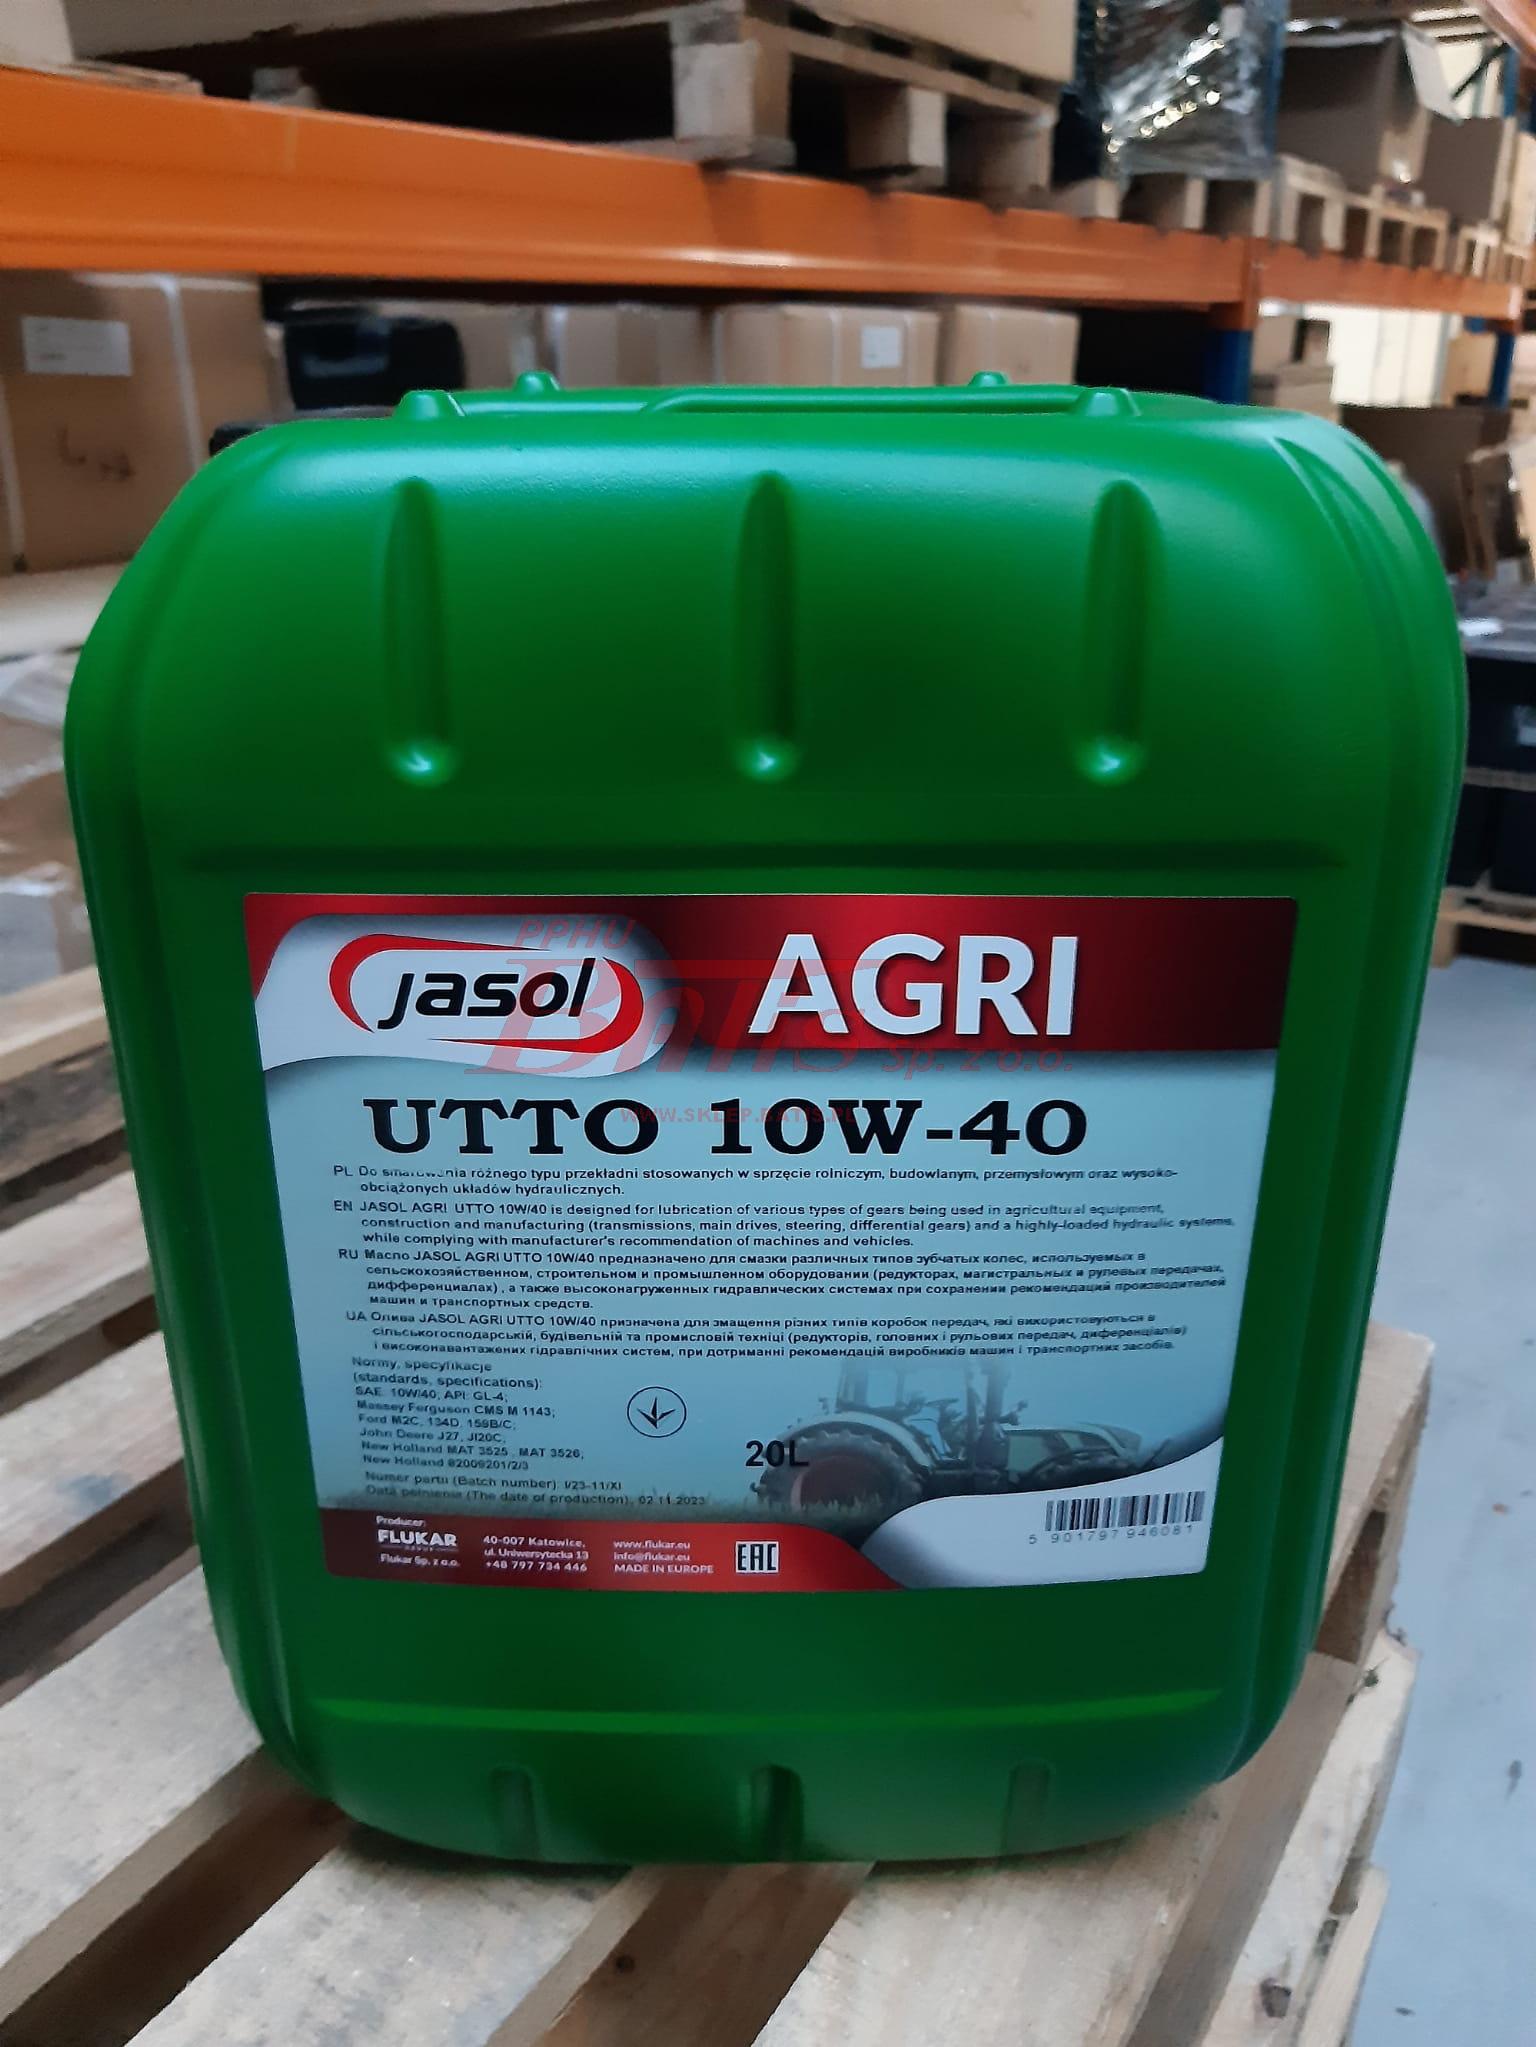 jasol AGRI
PPHU
BATIS Sp. z o.o.
WWW.SKLEP.BATIS.PL
UTTO 10W-40
PL Do smarowania różnego typu przekładni stosowanych w sprzęcie rolniczym, budowlanym, przemysłowym oraz wysoko-
obciążonych układów hydraulicznych.
EN JASOL AGRI UTTO 10W/40 is designed for lubrication of various types of gears being used in agricultural equipment,
construction and manufacturing (transmissions, main drives, steering, differential gears) and a highly-loaded hydraulic systems,
while complying with manufacturer's recommendation of machines and vehicles.
RU Масло JASOL AGRI UTTO 10W/40 предназначено для смазки различных типов зубчатых колес, используемых в
сельскохозяйственном, строительном и промышленном оборудовании (редукторах, магистральных и рулевых передачах,
дифференциалах) , а также высоконагруженных гидравлических системах при сохранении рекомендаций производителей
машин и транспортных средств.
UA Олива JASOL AGRI UTTO 10W/40 призначена для змащення різних типів коробок передач, які використовуються в
сільськогосподарській, будівельній та промисловій техніці (редукторів, головних і рульових передач, диференціалів)
і високонавантажених гідравлічних систем, при дотриманні рекомендацій виробників машин і транспортних засобів.
Normy, specyfikacje
(standards, specifications):
SAE: 10W/40; API: GL-4;
Massey Ferguson CMS M 1143;
Ford M2C, 134D, 159B/C;
John Deere J27, JI20C;
New Holland MAT 3525 , MAT 3526;
New Holland 82009201/2/3
20L
Numer partii (Batch number): I/23-11/XI
Data pełnienia (The date of production): 02.11.2023
5 901797 946081
Producer:
FLUKAR
Flukar Sp. z o.o.
40-007 Katowice,
ul. Uniwersytecka 13
+48 797 734 446
www.flukar.eu
info@flukar.eu
MADE IN EUROPE
EAC